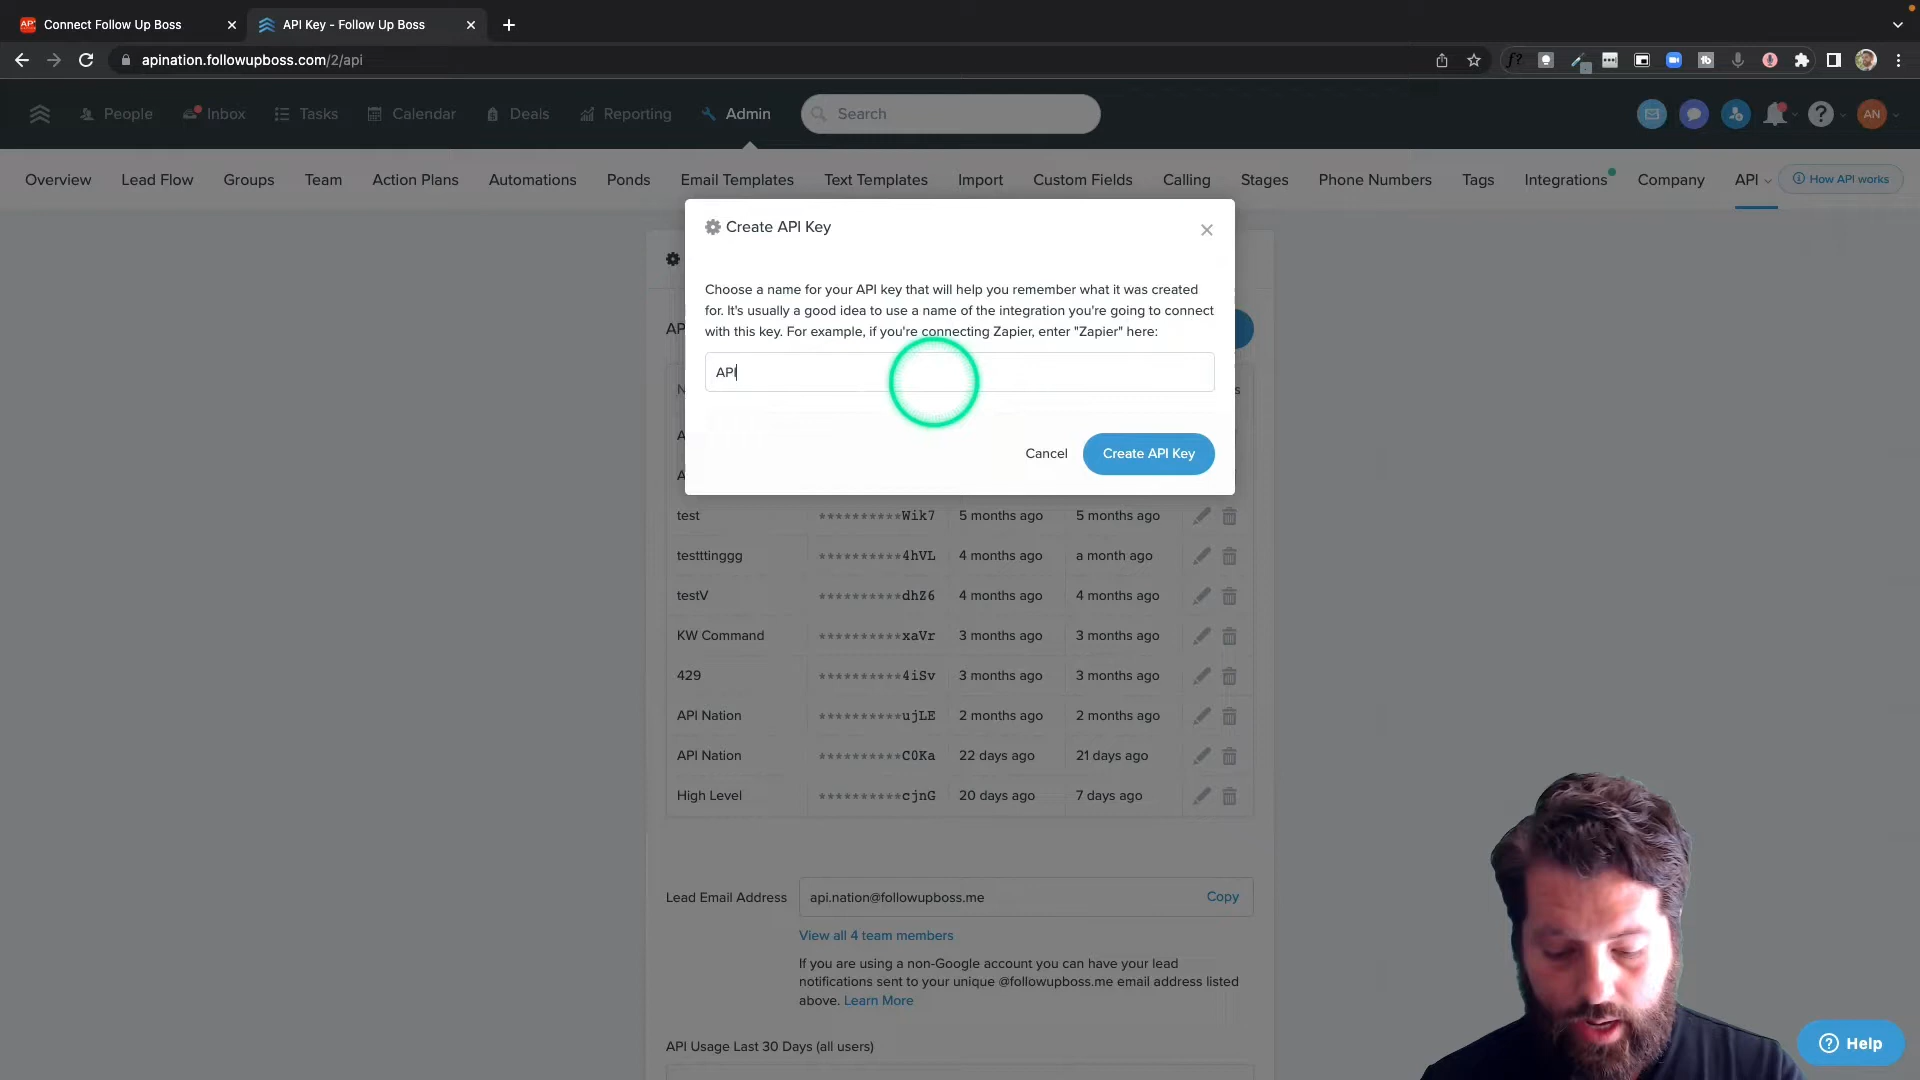 Connect Follow Up Boss
API Key - Follow Up Boss
apination.followupboss.com/2/api
People
Inbox
Tasks
Calendar
Deals
Reporting
Admin
Search
AN
Overview
Lead Flow
Groups
Team
Action Plans
Automations
Ponds
Email Templates
Text Templates
Import
Custom Fields
Calling
Stages
Phone Numbers
Tags
Integrations
Company
API
How API works
Create API Key
Choose a name for your API key that will help you remember what it was created
for. It's usually a good idea to use a name of the integration you're going to connect
with this key. For example, if you're connecting Zapier, enter "Zapier" here:
API
Cancel
Create API Key
test **********Wik7 5 months ago 5 months ago
testttinggg **********4hVL 4 months ago a month ago
testV **********dhZ6 4 months ago 4 months ago
KW Command **********xaVr 3 months ago 3 months ago
429 **********4iSv 3 months ago 3 months ago
API Nation **********ujLE 2 months ago 2 months ago
API Nation **********C0Ka 22 days ago 21 days ago
High Level **********cjnG 20 days ago 7 days ago
Lead Email Address
api.nation@followupboss.me
Copy
View all 4 team members
If you are using a non-Google account you can have your lead
notifications sent to your unique @followupboss.me email address listed
above. Learn More
API Usage Last 30 Days (all users)
Help